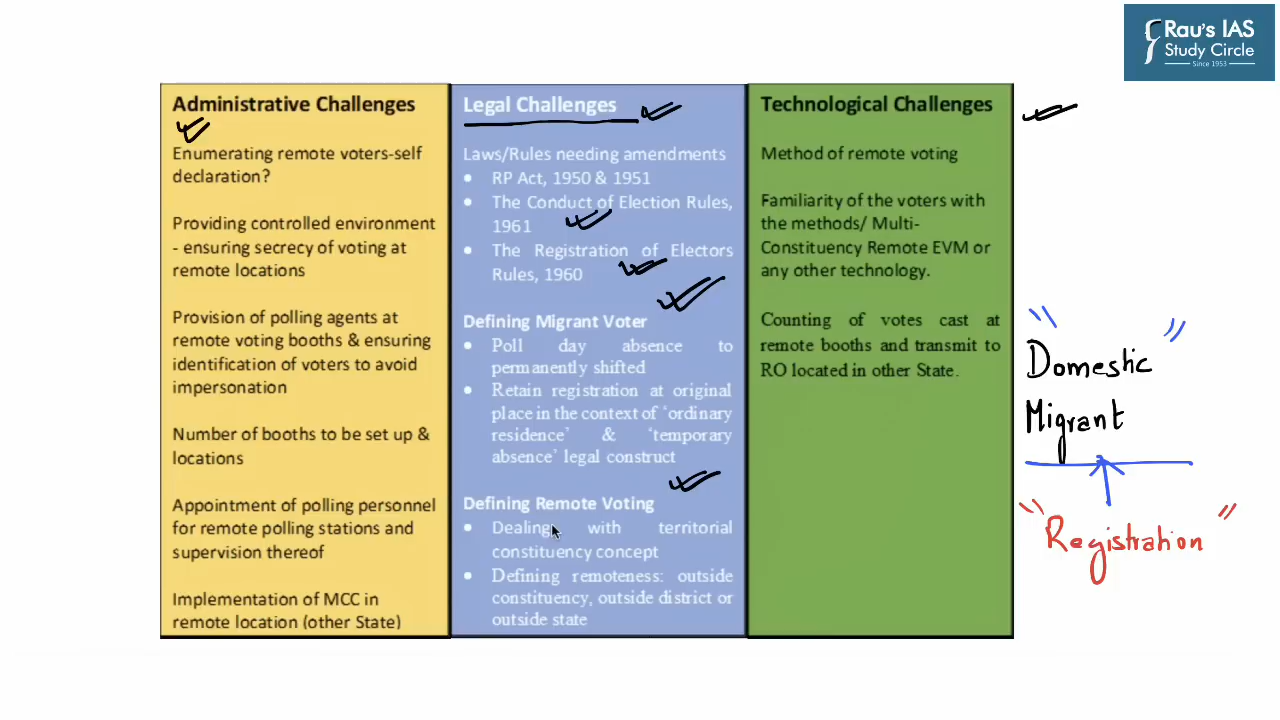 Rau's IAS
Study Circle
Since 1953
Administrative Challenges
Enumerating remote voters-self
declaration?
Providing controlled environment
- ensuring secrecy of voting at
remote locations
Provision of polling agents at
remote voting booths & ensuring
identification of voters to avoid
impersonation
Number of booths to be set up &
locations
Appointment of polling personnel
for remote polling stations and
supervision thereof
Implementation of MCC in
remote location (other State)
Legal Challenges
Laws/Rules needing amendments
• RP Act, 1950 & 1951
• The Conduct of Election Rules,
1961
• The Registration of Electors
Rules, 1960
Defining Migrant Voter
• Poll day absence to
permanently shifted
• Retain registration at original
place in the context of ‘ordinary
residence’ & ‘temporary
absence’ legal construct
Defining Remote Voting
• Dealing with territorial
constituency concept
• Defining remoteness: outside
constituency, outside district or
outside state
Technological Challenges
Method of remote voting
Familiarity of the voters with
the methods/ Multi-
Constituency Remote EVM or
any other technology.
Counting of votes cast at
remote booths and transmit to
RO located in other State.
"Domestic"
Migrant
"Registration"